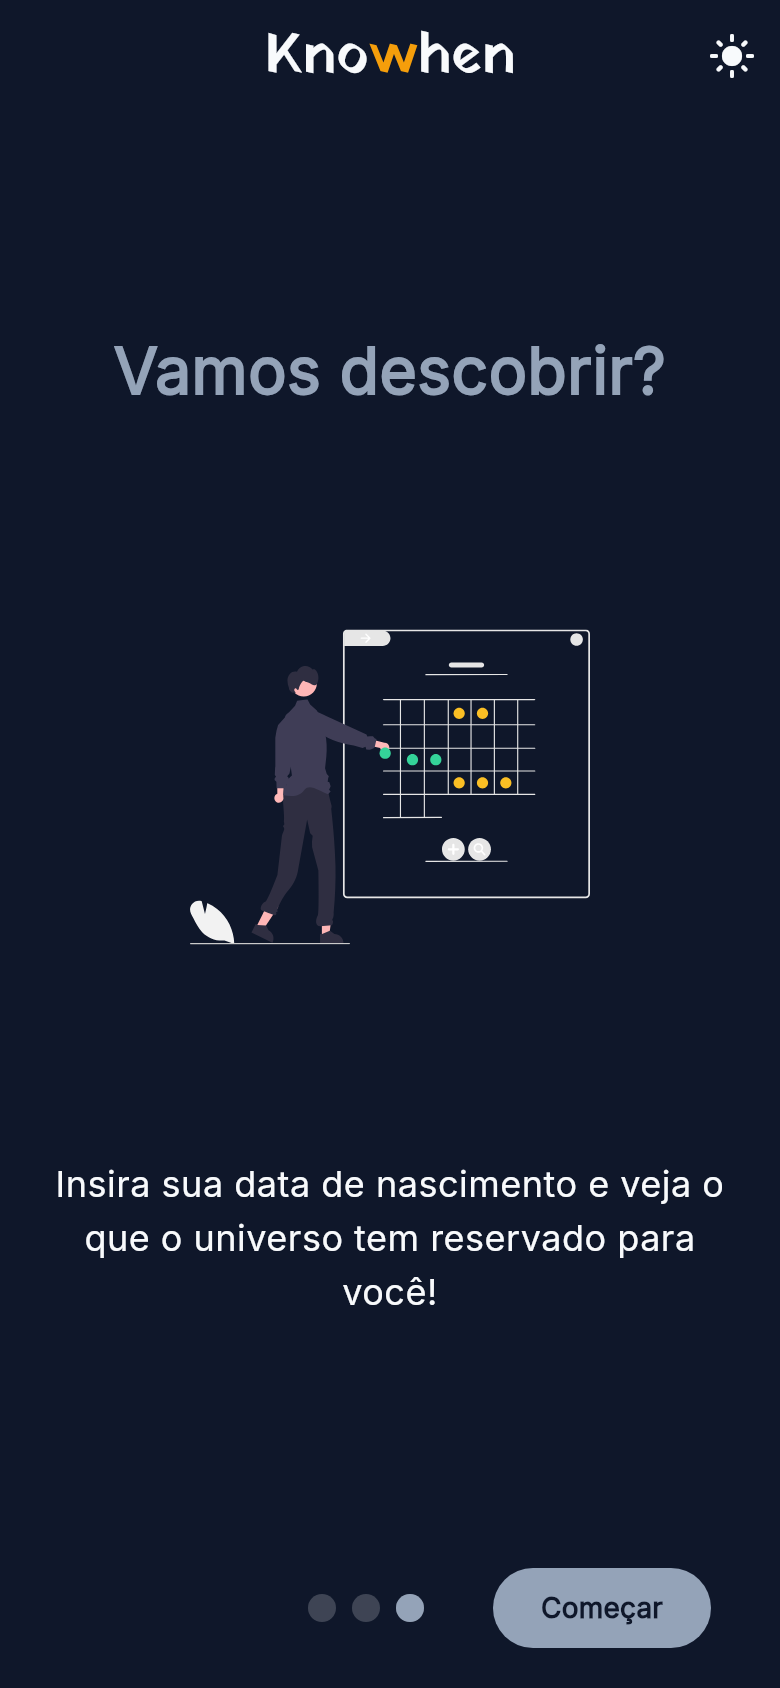 Knowhen
Vamos descobrir?
Insira sua data de nascimento e veja o
que o universo tem reservado para
você!
Começar